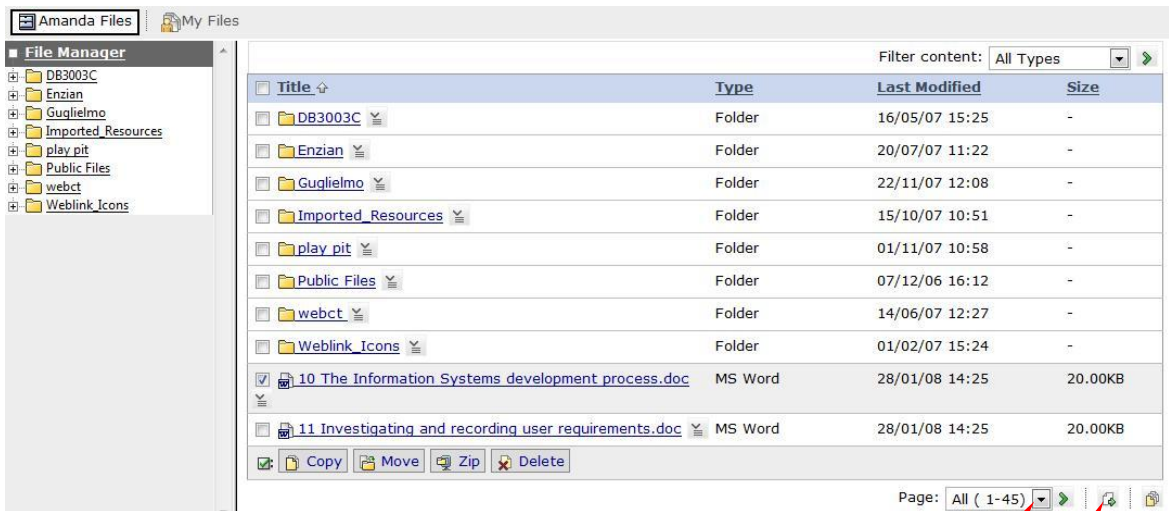 Amanda Files My Files
File Manager
DB3003C
Enzian
Guglielmo
Imported_Resources
play pit
Public Files
webct
Weblink_Icons
Filter content: All Types
Title Type Last Modified Size
DB3003C Folder 16/05/07 15:25 -
Enzian Folder 20/07/07 11:22 -
Guglielmo Folder 22/11/07 12:08 -
Imported_Resources Folder 15/10/07 10:51 -
play pit Folder 01/11/07 10:58 -
Public Files Folder 07/12/06 16:12 -
webct Folder 14/06/07 12:27 -
Weblink_Icons Folder 01/02/07 15:24 -
10 The Information Systems development process.doc MS Word 28/01/08 14:25 20.00KB
11 Investigating and recording user requirements.doc MS Word 28/01/08 14:25 20.00KB
Copy Move Zip Delete
Page: All ( 1-45)